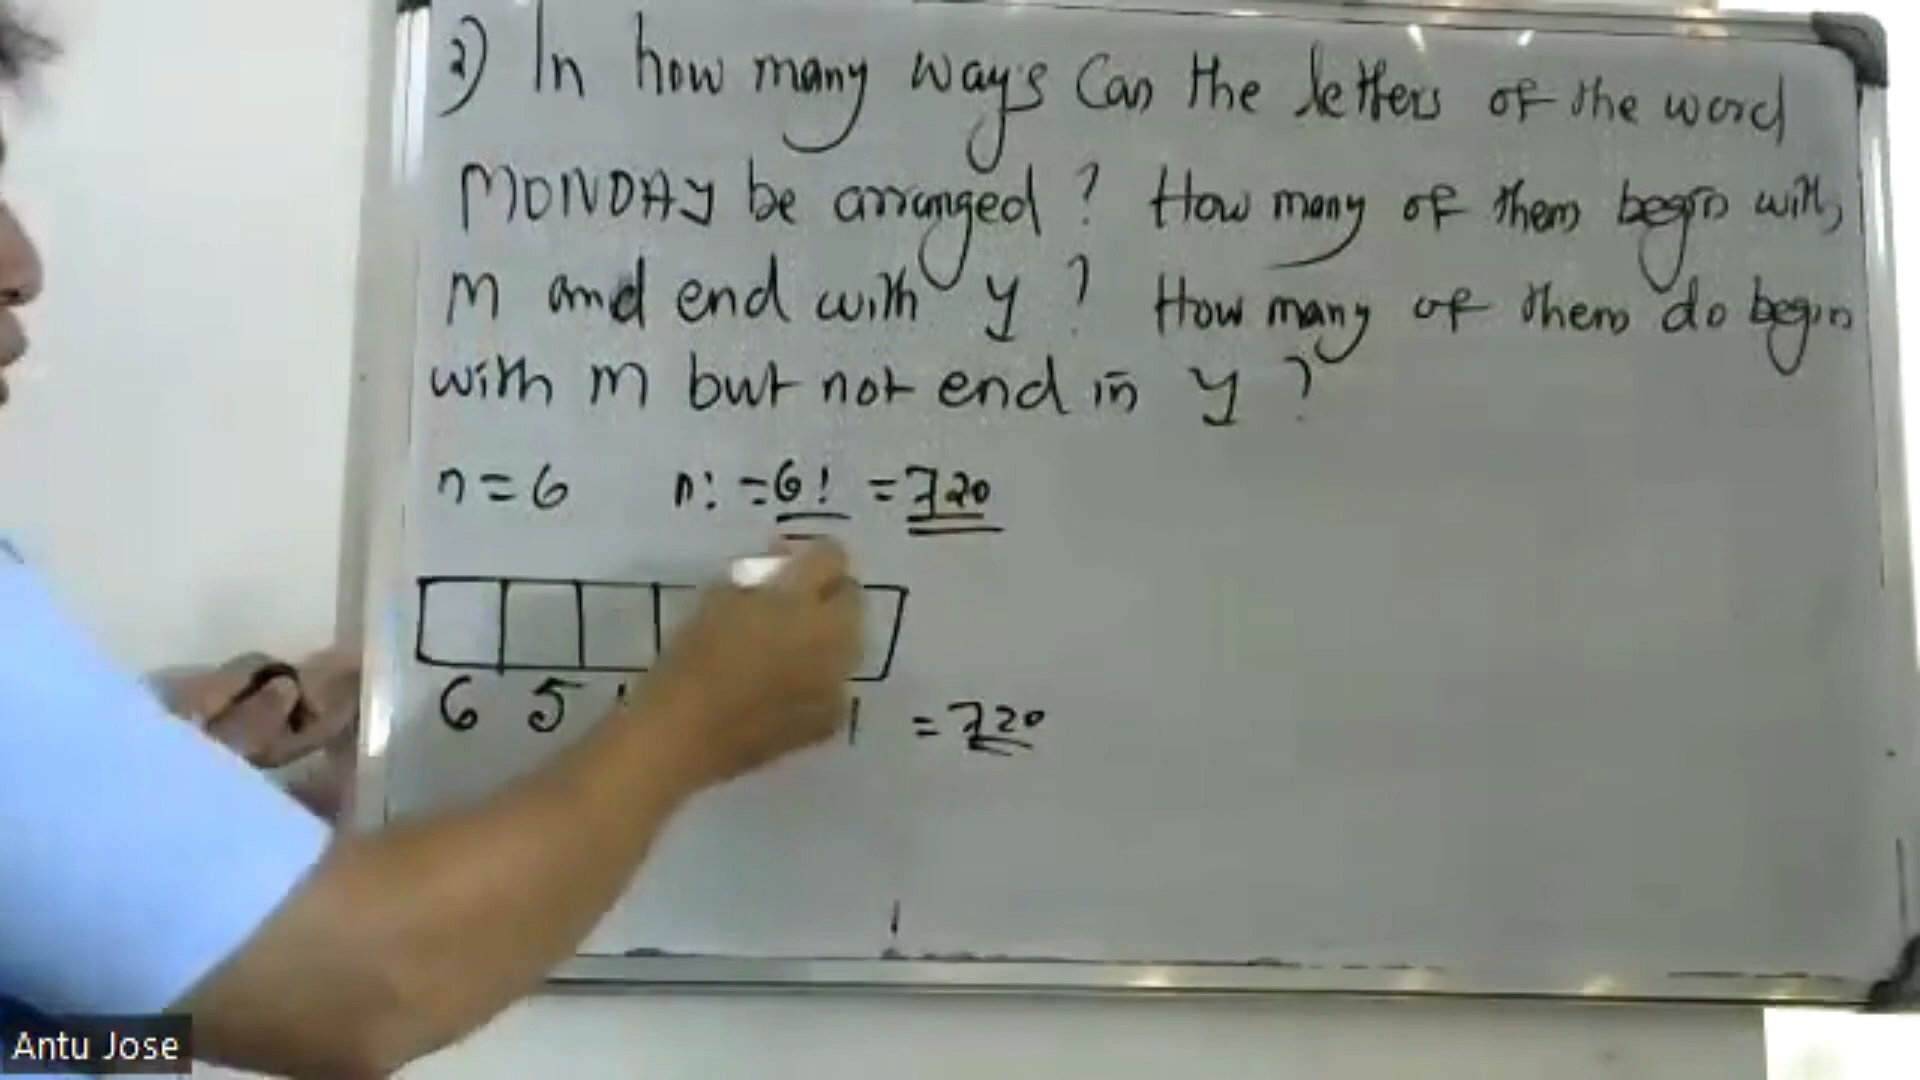 2) In how many ways can the letters of the word
MONDAY be arranged ? How many of them begin with
M and end with y ? How many of them do begin
with m but not end in y ?
n = 6 n! = 6! = 720
6 5 1 = 720
Antu Jose